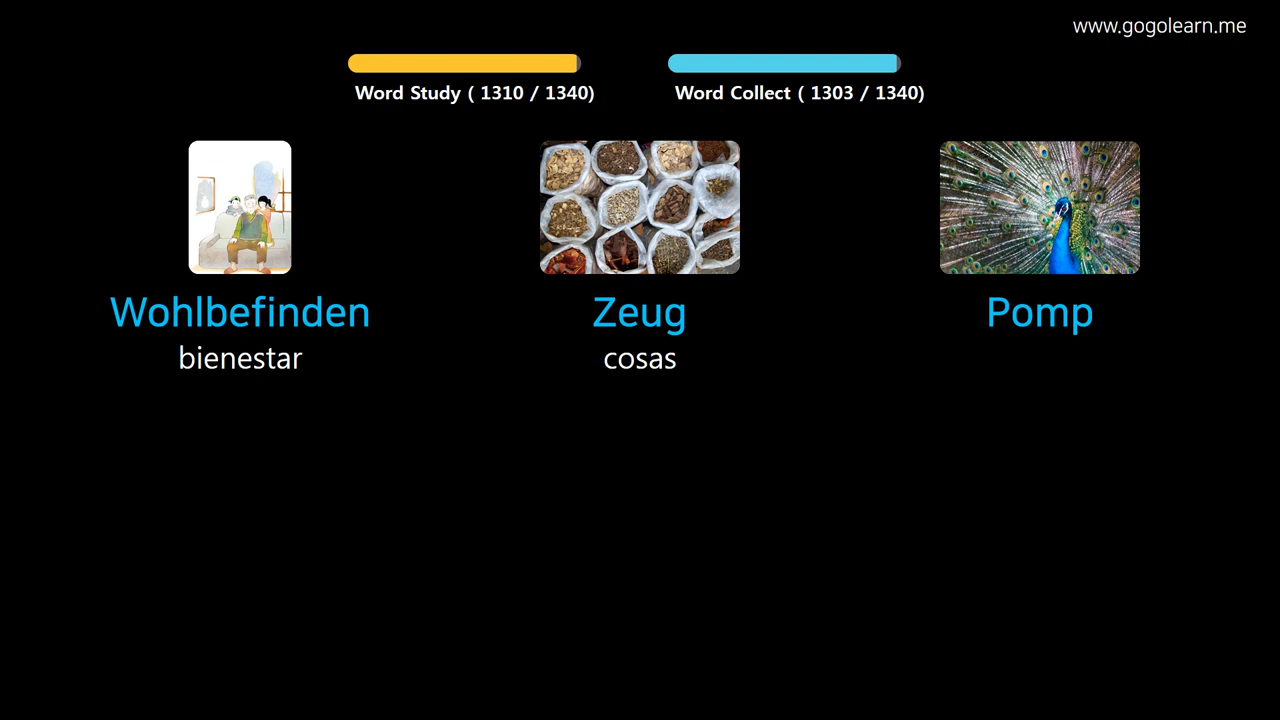 www.gogolearn.me
Word Study ( 1310 / 1340)
Word Collect ( 1303 / 1340)
Wohlbefinden
bienestar
Zeug
cosas
Pomp